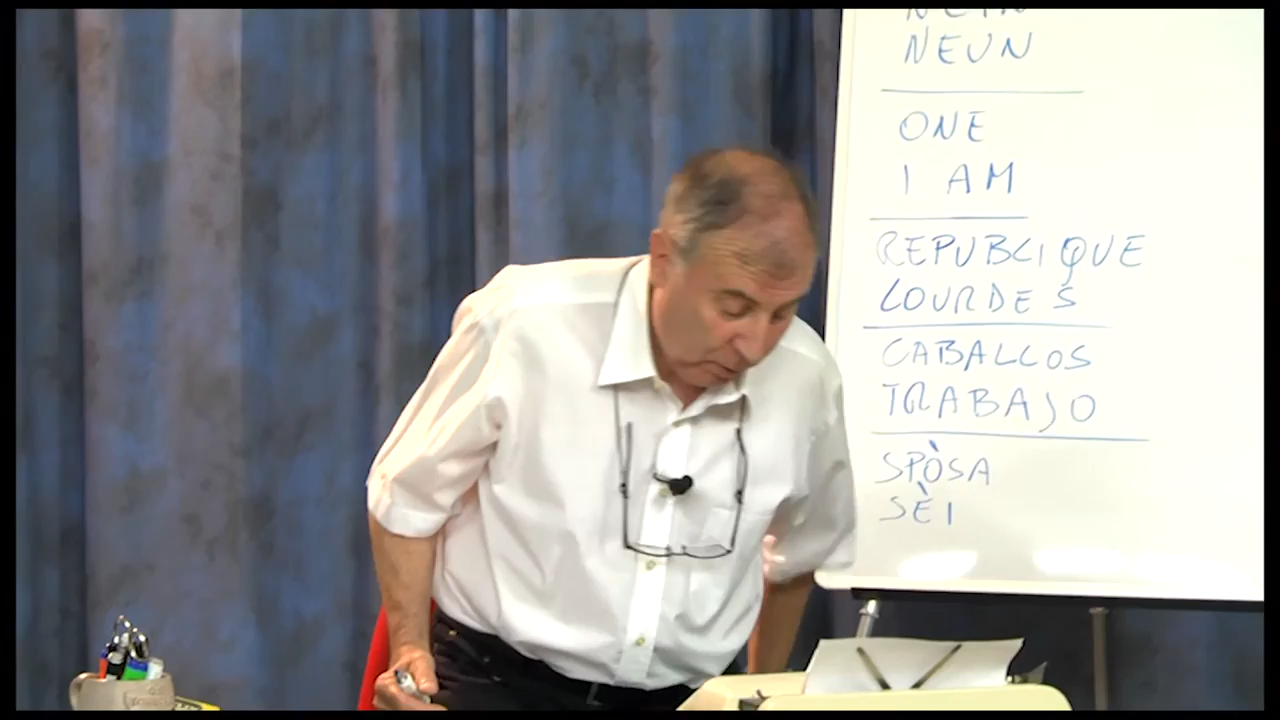 NEUN
ONE
I AM
REPUBLIQUE
LOURDES
CABALLOS
TRABAJO
SPÒSA
SÈI